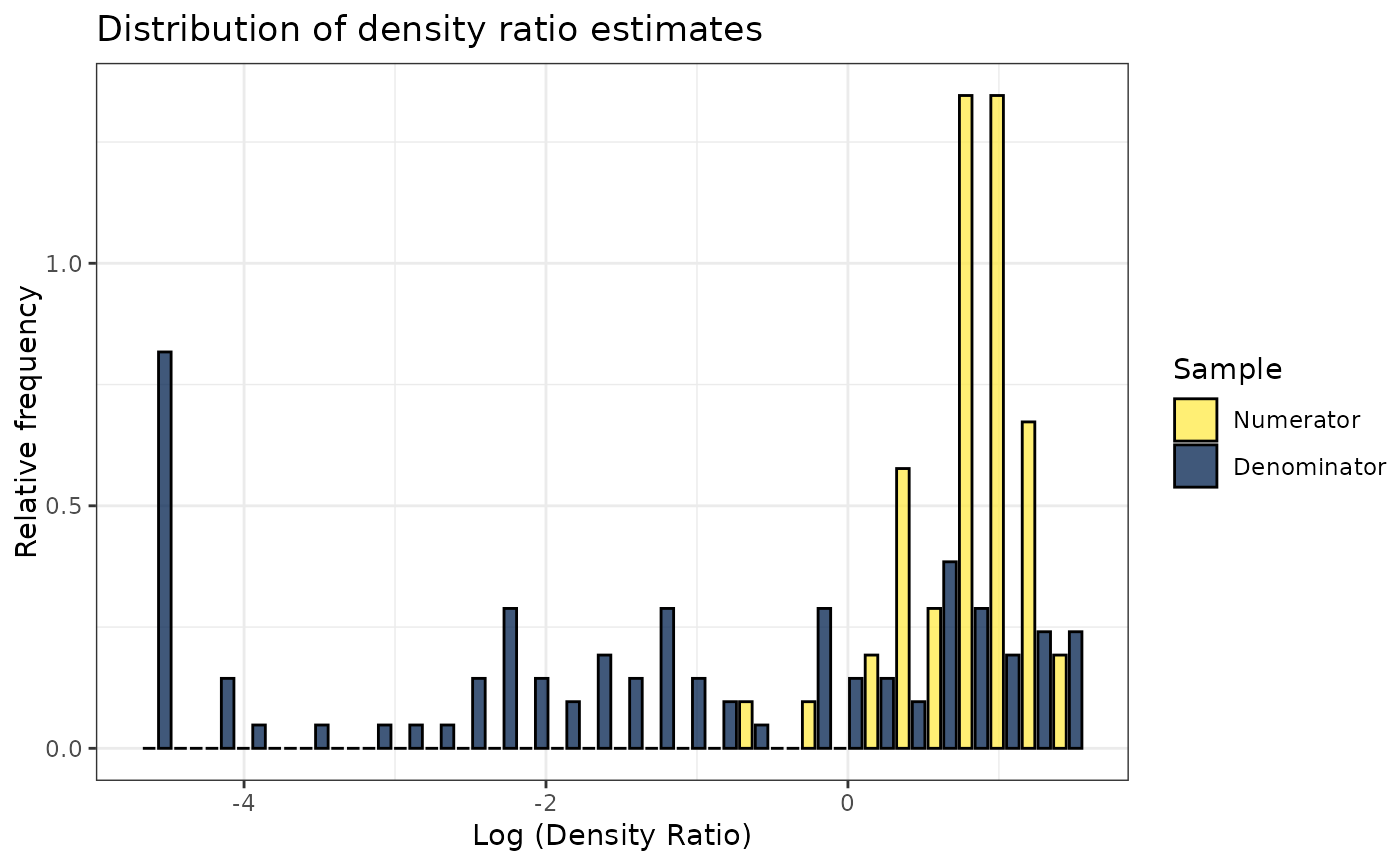 Distribution of density ratio estimates
Relative frequency
1.0
0.5
0.0
-4
-2
0
Log (Density Ratio)
Sample
Numerator
Denominator